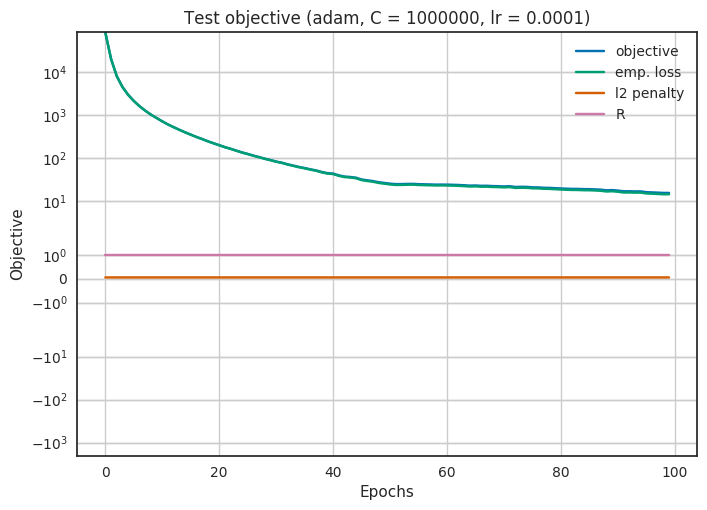 Test objective (adam, C = 1000000, lr = 0.0001)
objective
emp. loss
l2 penalty
R
Objective
10⁴
10³
10²
10¹
10⁰
0
−10⁰
−10¹
−10²
−10³
0 20 40 60 80 100
Epochs